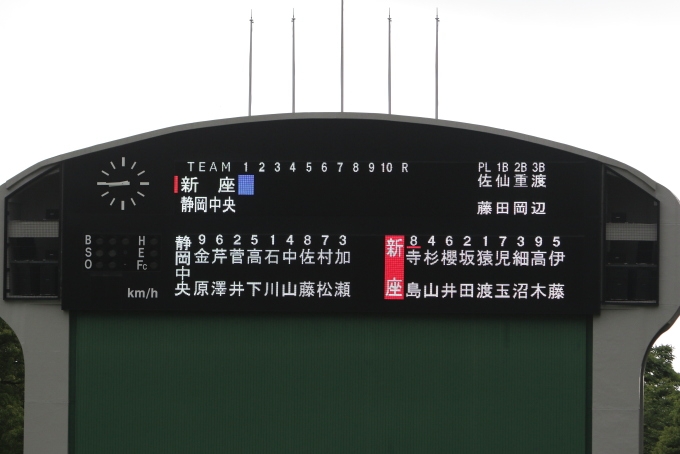 TEAM 1 2 3 4 5 6 7 8 9 10 R
新座
静岡中央
PL 1B 2B 3B
佐藤
仙田
重岡
渡辺
B
S
O
H
E
Fc
km/h
静岡中央
9 金原
6 芹澤
2 菅井
5 高下
1 石川
4 中山
8 佐藤
7 村松
3 加瀬
新座
8 寺島
4 杉山
6 櫻井
2 坂田
1 猿渡
7 児玉
3 細沼
9 高木
5 伊藤